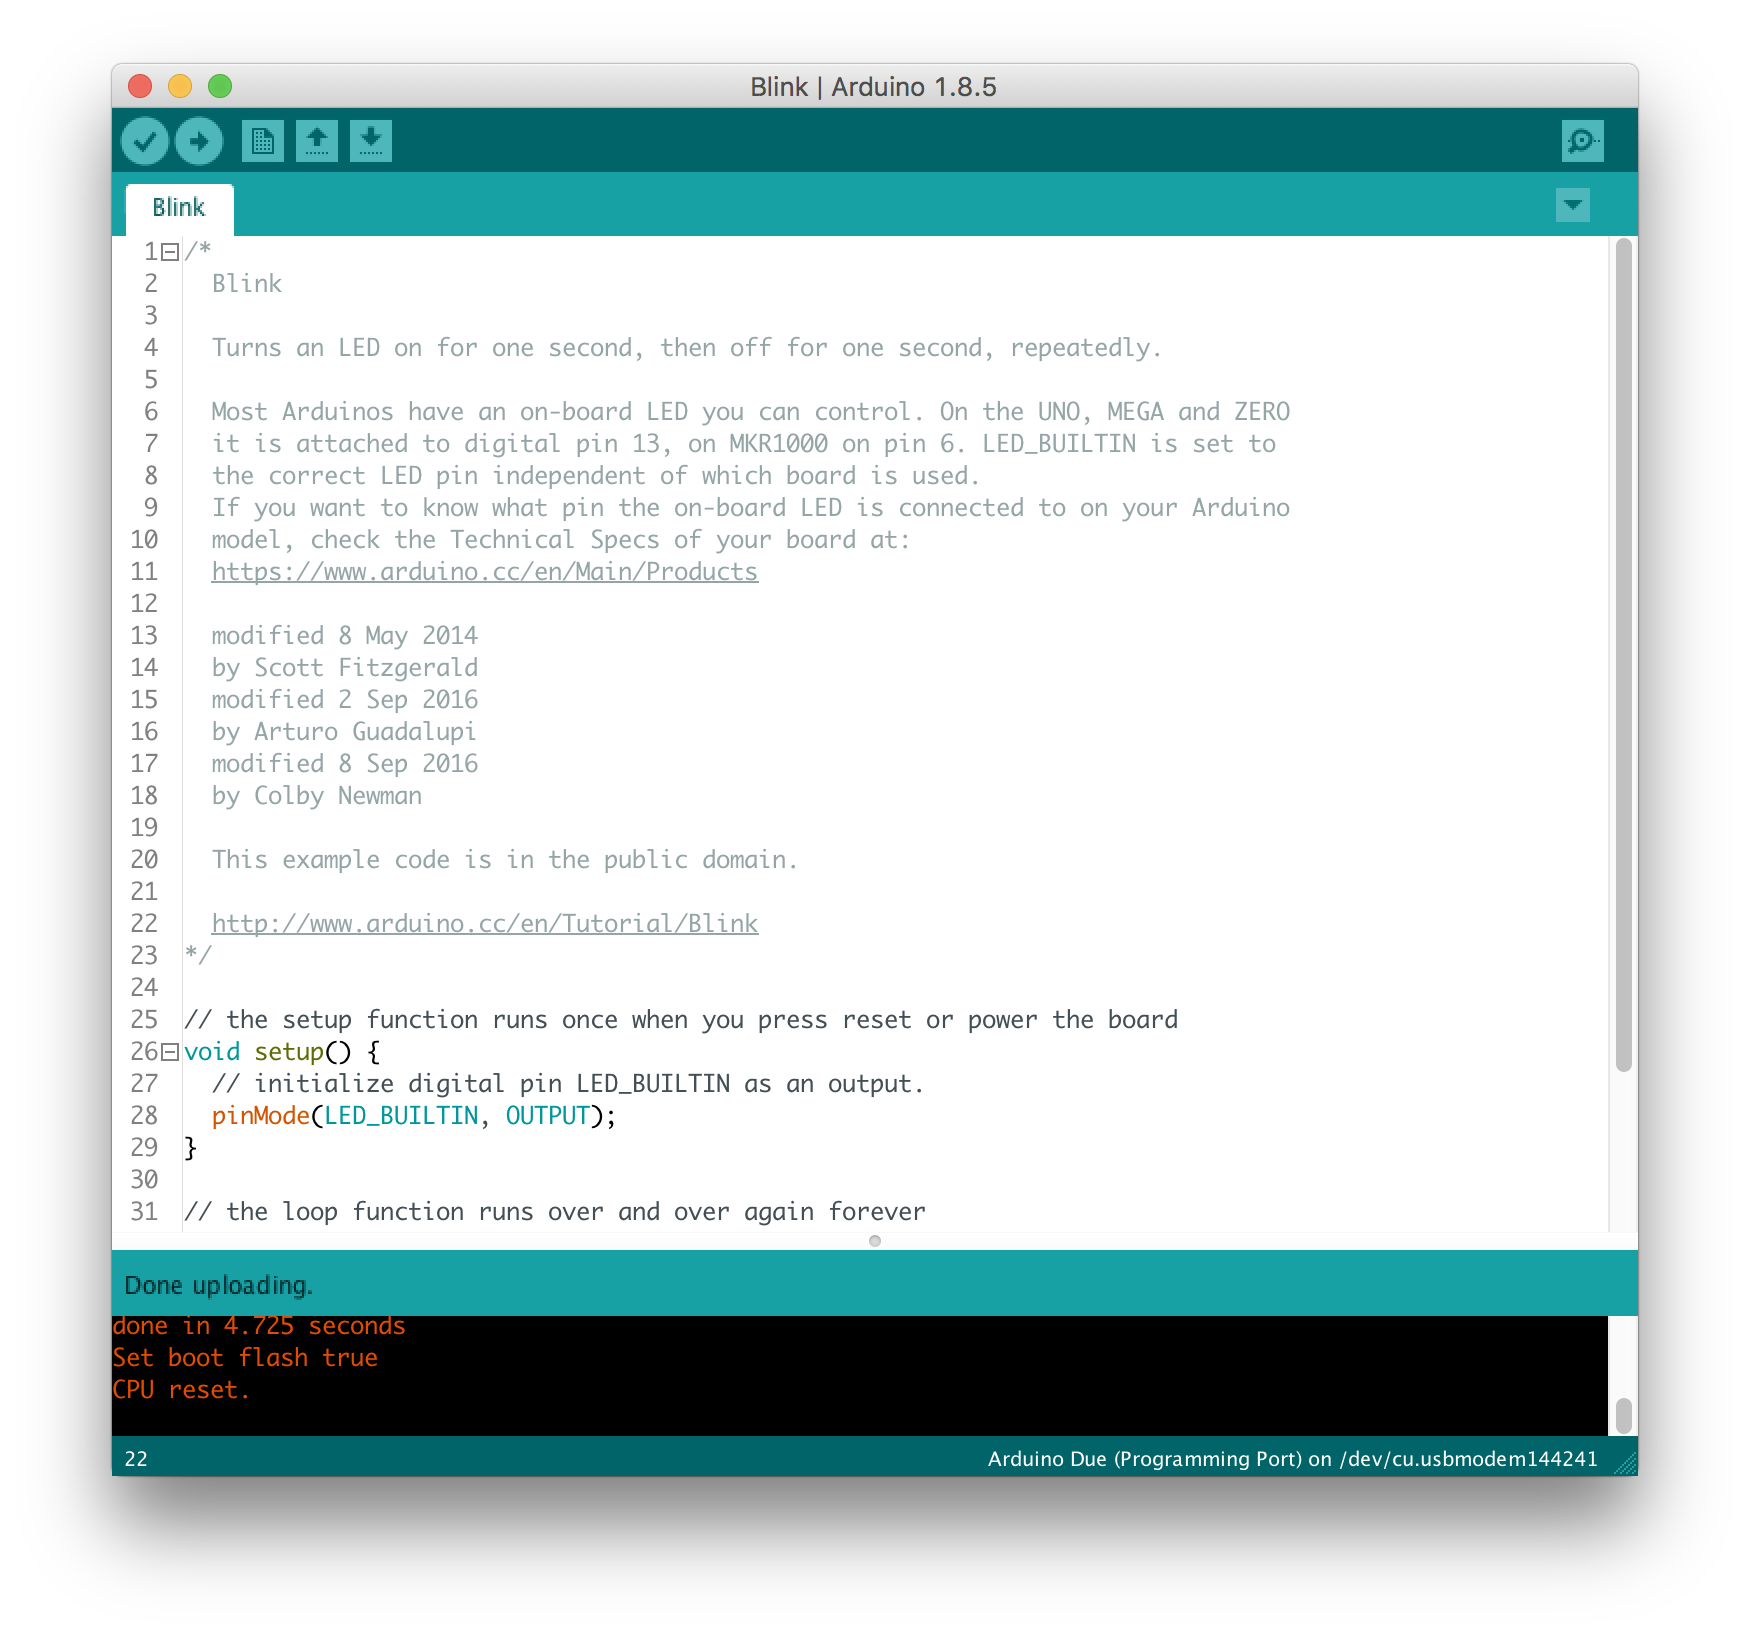 Blink | Arduino 1.8.5
Blink
1 /*
2 Blink
3
4 Turns an LED on for one second, then off for one second, repeatedly.
5
6 Most Arduinos have an on-board LED you can control. On the UNO, MEGA and ZERO
7 it is attached to digital pin 13, on MKR1000 on pin 6. LED_BUILTIN is set to
8 the correct LED pin independent of which board is used.
9 If you want to know what pin the on-board LED is connected to on your Arduino
10 model, check the Technical Specs of your board at:
11 https://www.arduino.cc/en/Main/Products
12
13 modified 8 May 2014
14 by Scott Fitzgerald
15 modified 2 Sep 2016
16 by Arturo Guadalupi
17 modified 8 Sep 2016
18 by Colby Newman
19
20 This example code is in the public domain.
21
22 http://www.arduino.cc/en/Tutorial/Blink
23 */
24
25 // the setup function runs once when you press reset or power the board
26 void setup() {
27 // initialize digital pin LED_BUILTIN as an output.
28 pinMode(LED_BUILTIN, OUTPUT);
29 }
30
31 // the loop function runs over and over again forever
Done uploading.
done in 4.725 seconds
Set boot flash true
CPU reset.
22 Arduino Due (Programming Port) on /dev/cu.usbmodem144241